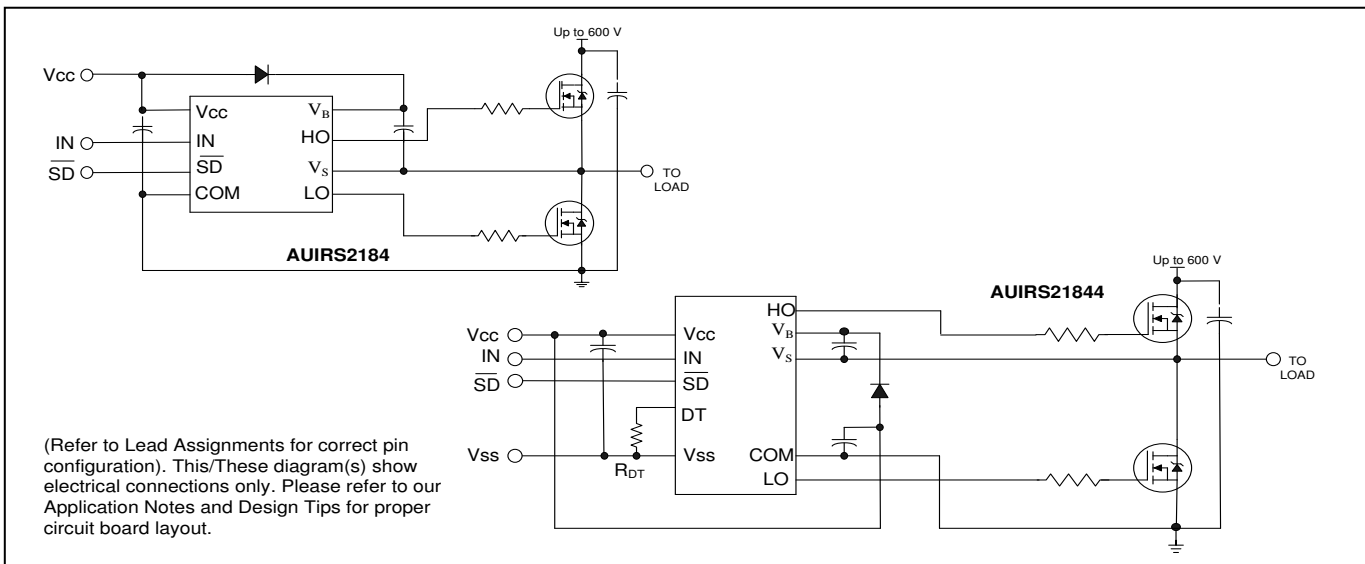 Up to 600 V
Vcc
Vcc
VB
HO
IN
IN
SD
SD
VS
TO
LOAD
COM
LO
AUIRS2184
Up to 600 V
AUIRS21844
HO
Vcc
Vcc
VB
IN
IN
VS
TO
LOAD
SD
SD
DT
(Refer to Lead Assignments for correct pin
configuration). This/These diagram(s) show
electrical connections only. Please refer to our
Application Notes and Design Tips for proper
circuit board layout.
Vss
RDT
Vss
COM
LO